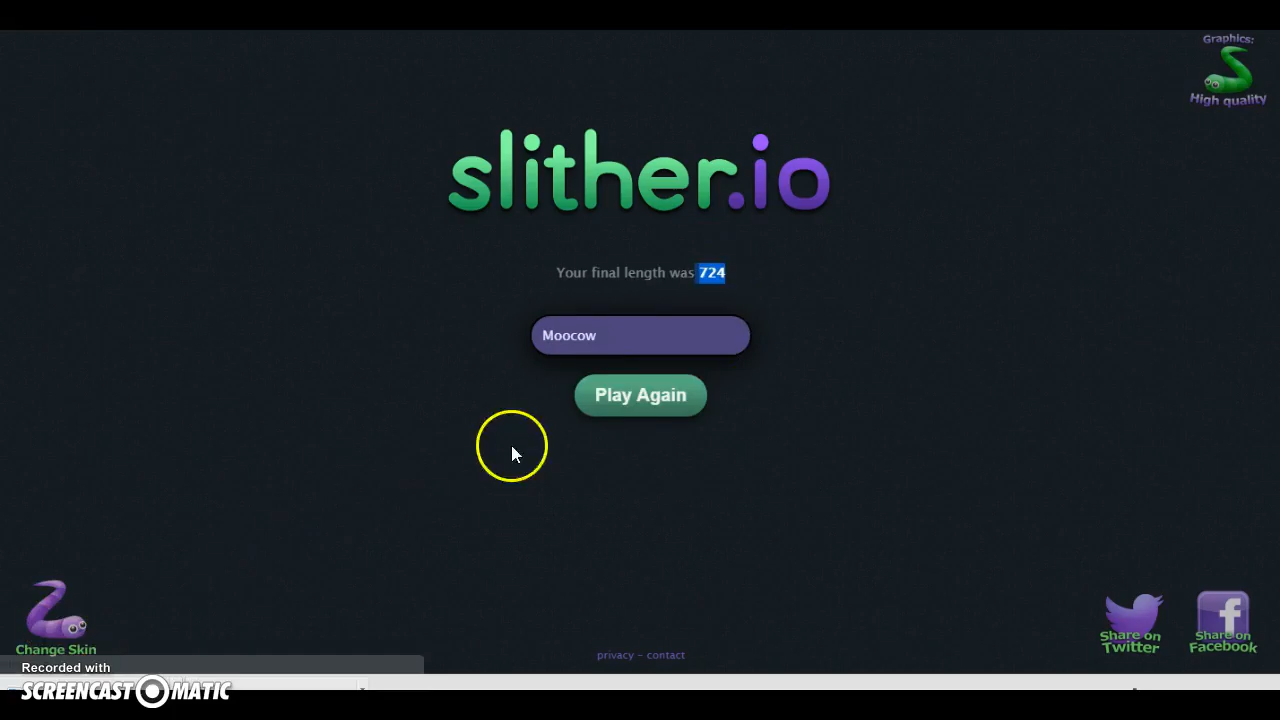 Graphics:
High quality
slither.io
Your final length was 724
Moocow
Play Again
Change Skin
Share on
Twitter
Share on
Facebook
privacy - contact
Recorded with
SCREENCAST MATIC